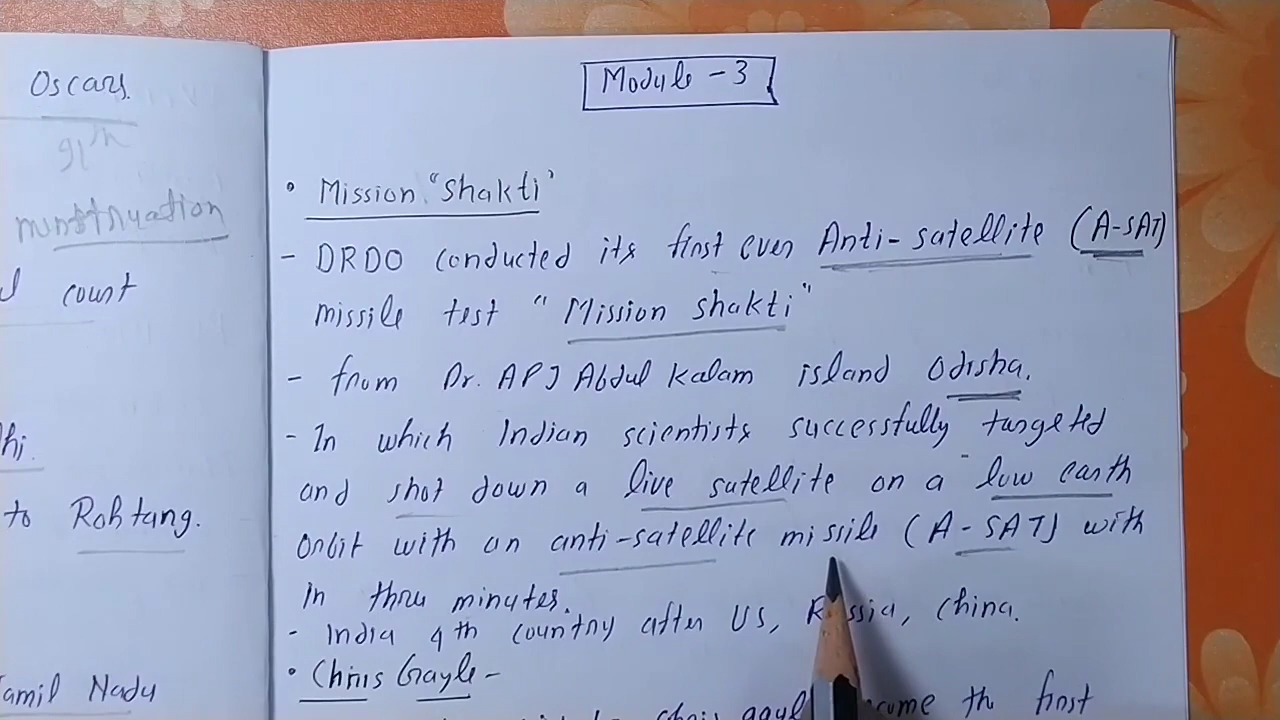 Oscars.
91th
menstruation
count
to Rohtang.
Tamil Nadu
Module - 3
• Mission "Shakti"
- DRDO conducted its first ever Anti-satellite (A-SAT)
missile test "Mission Shakti"
- from Dr. APJ Abdul Kalam island Odisha.
- In which Indian scientists successfully targeted
and shot down a live satellite on a low earth
Orbit with an anti-satellite missile (A-SAT) with
In three minutes.
- India 4th country after US, Russia, China.
• Chris Gayle -
chris gayle the first